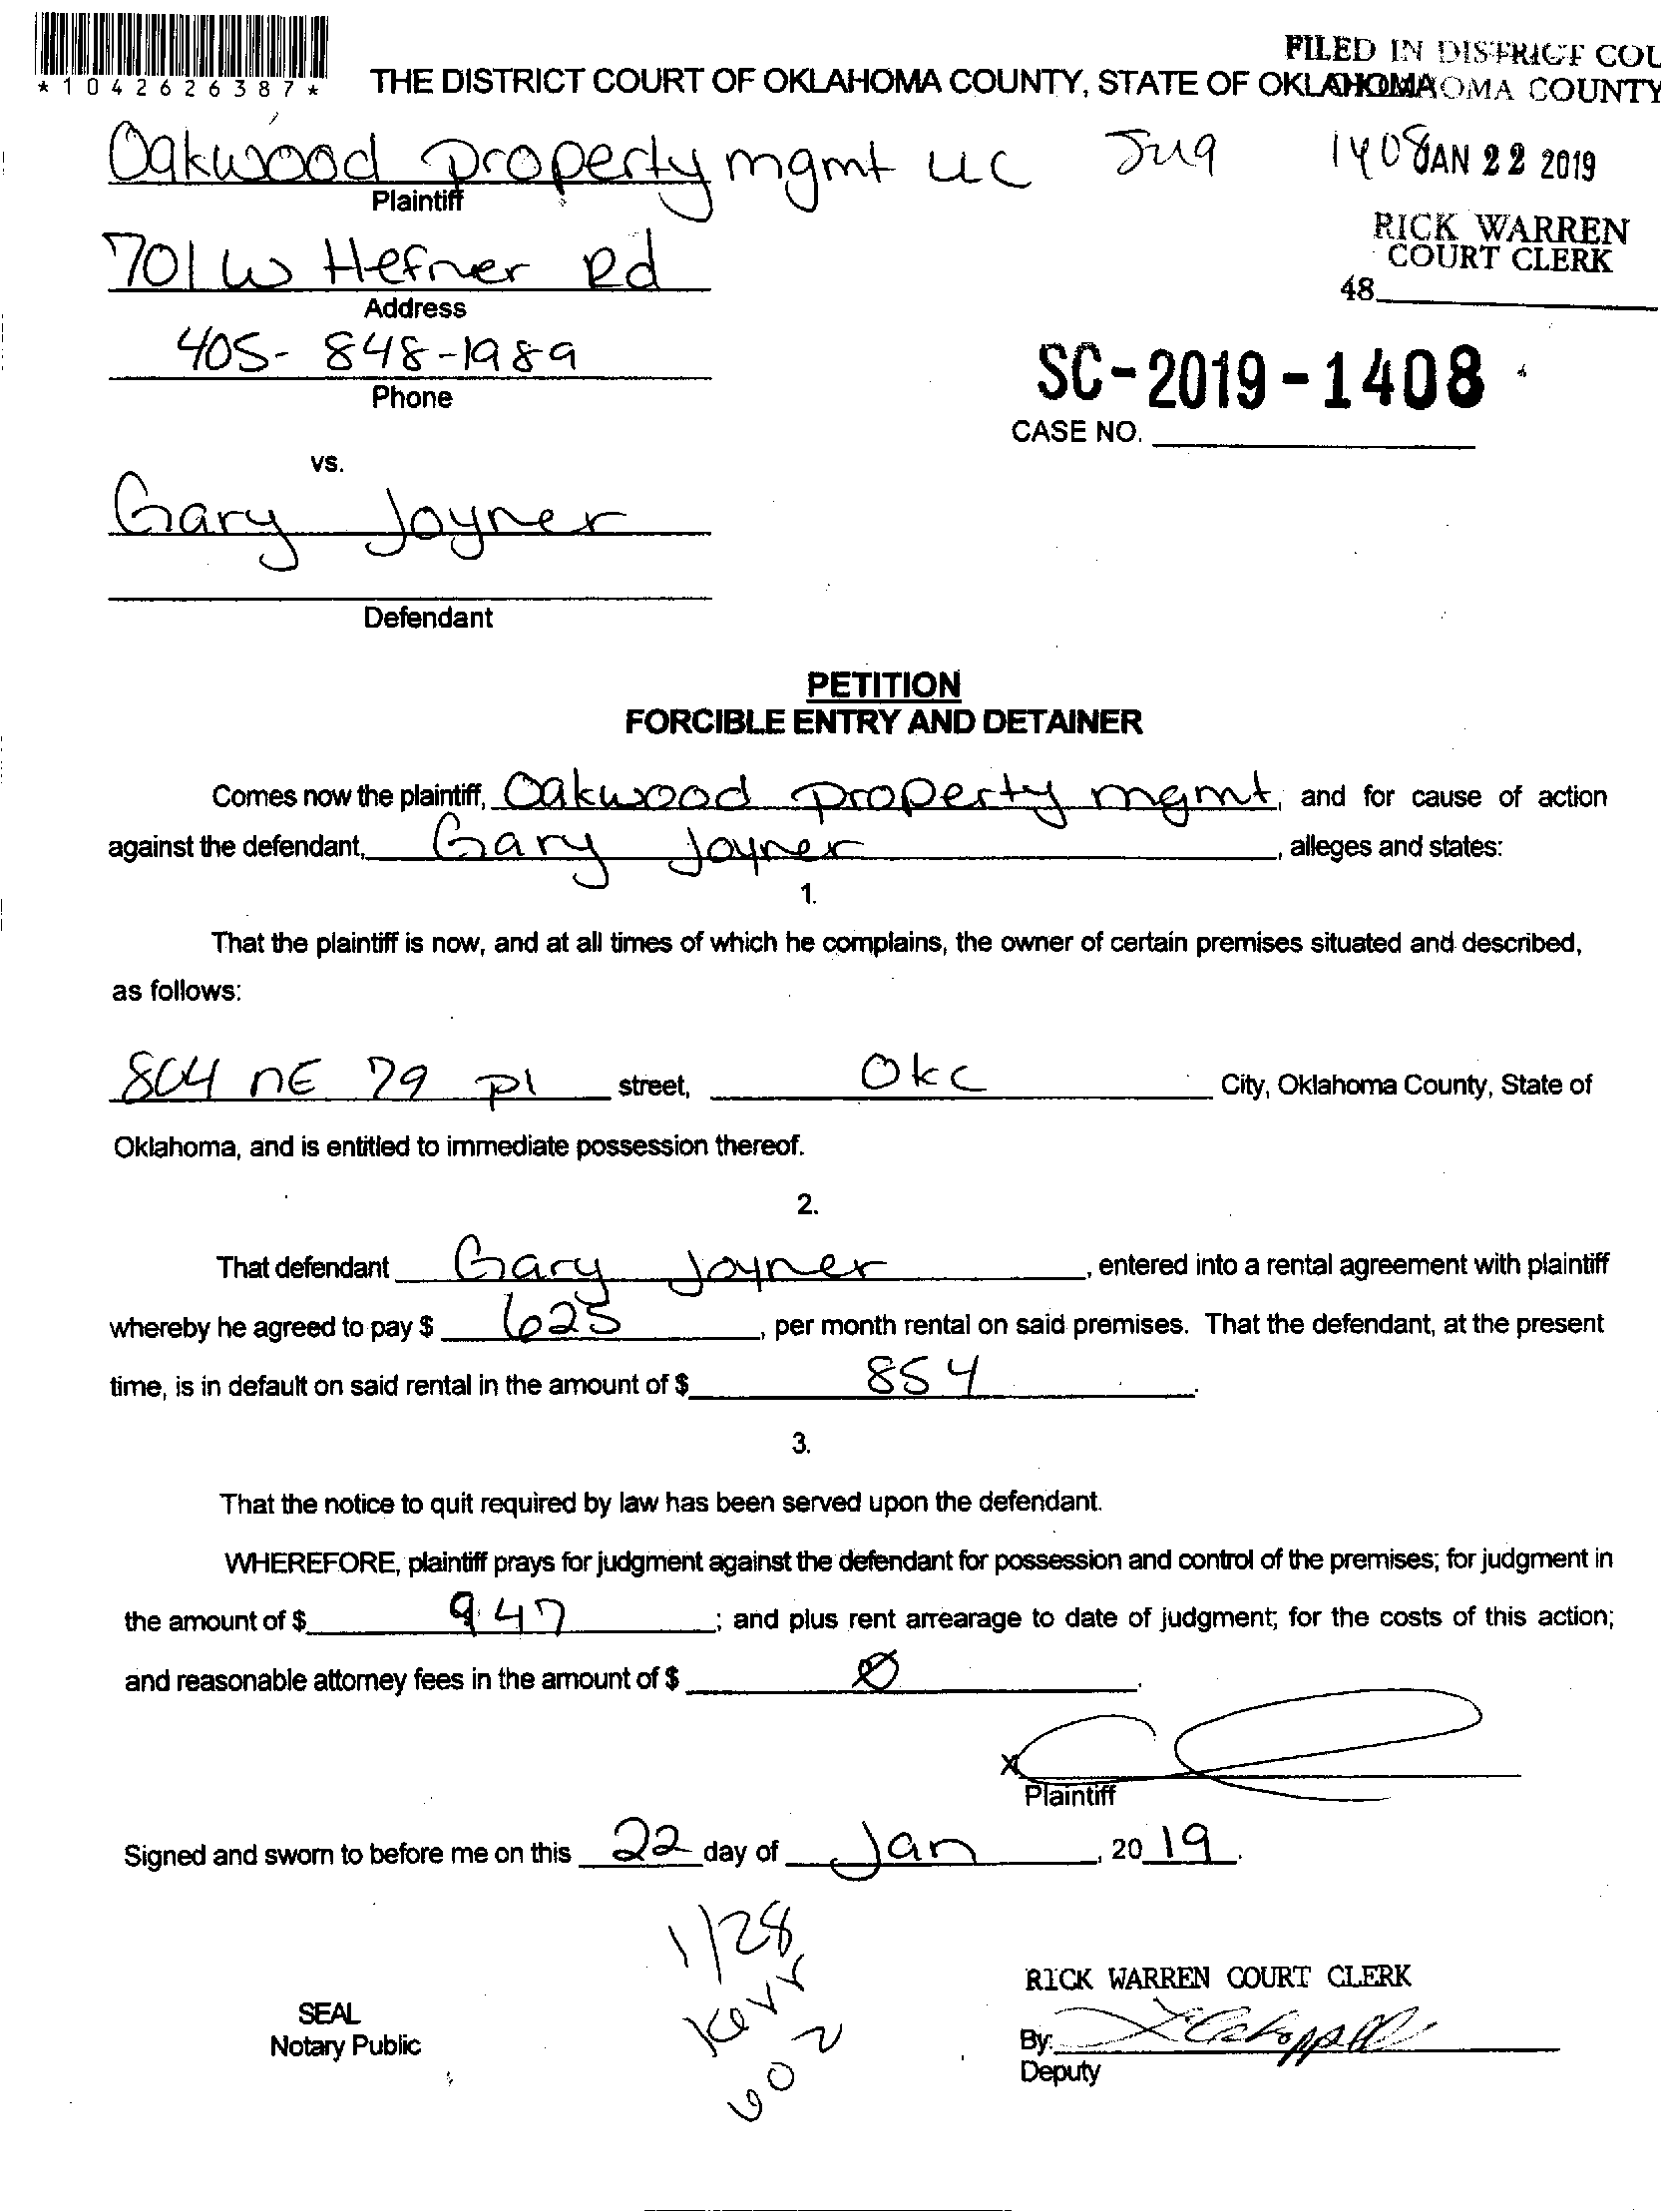 *1042626387*
FILED IN DISTRICT COU
THE DISTRICT COURT OF OKLAHOMA COUNTY, STATE OF OKLAHOMA
OMA COUNTY
Oakwood property mgmt LLC
JAN 22 2019
Plaintiff
RICK WARREN
COURT CLERK
701 W Hefner Rd
48
Address
405-848-1989
Phone
SC-2019-1408
CASE NO.
vs.
Gary Joyner
Defendant
PETITION
FORCIBLE ENTRY AND DETAINER
Comes now the plaintiff, Oakwood property mgmt, and for cause of action
against the defendant, Gary Joyner, alleges and states:
1.
That the plaintiff is now, and at all times of which he complains, the owner of certain premises situated and described,
as follows:
804 NE 79 pl street, Okc City, Oklahoma County, State of
Oklahoma, and is entitled to immediate possession thereof.
2.
That defendant Gary Joyner, entered into a rental agreement with plaintiff
whereby he agreed to pay $ 625, per month rental on said premises. That the defendant, at the present
time, is in default on said rental in the amount of $ 854.
3.
That the notice to quit required by law has been served upon the defendant.
WHEREFORE, plaintiff prays for judgment against the defendant for possession and control of the premises; for judgment in
the amount of $ 947; and plus rent arrearage to date of judgment; for the costs of this action;
and reasonable attorney fees in the amount of $ 0.
x
Plaintiff
Signed and sworn to before me on this 22 day of Jan, 2019.
1/28
Kerr
602
RICK WARREN COURT CLERK
SEAL
Notary Public
By:
Deputy